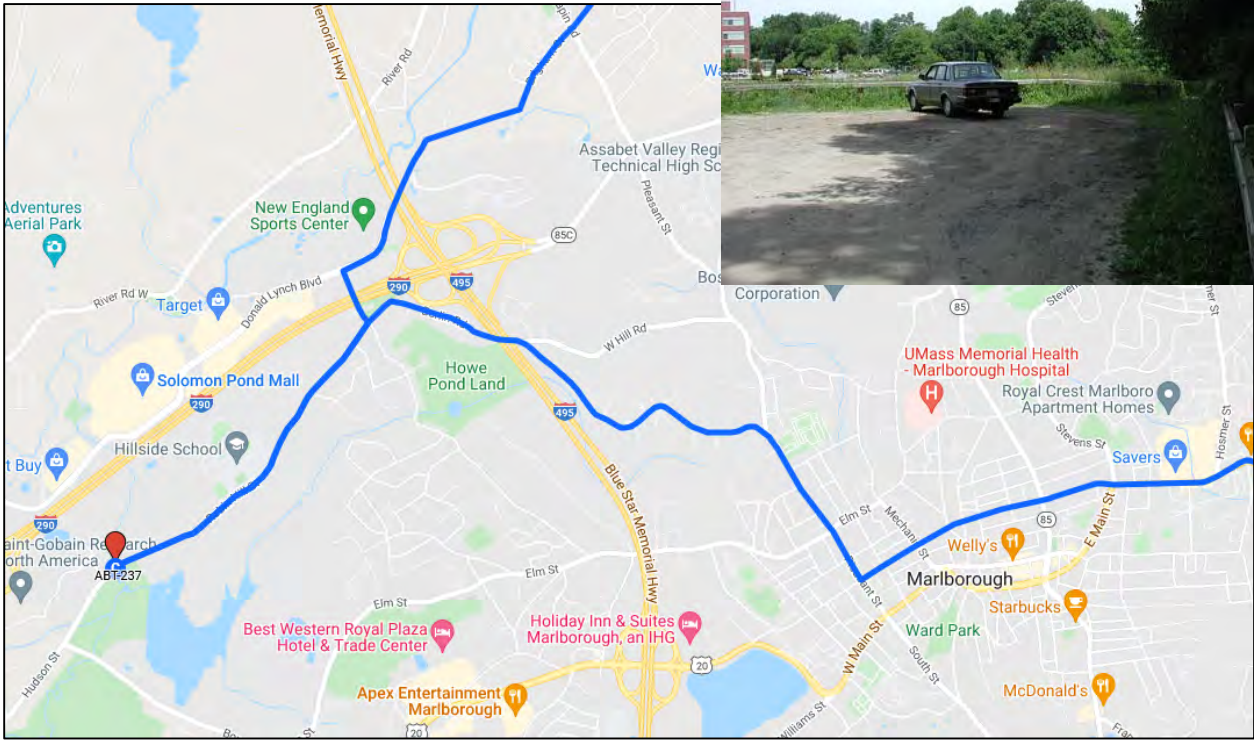 Memorial Hwy
River Rd
Assabet Valley Regi
Technical High Sc
Pleasant St
Adventures
Aerial Park
New England
Sports Center
85C
290
495
River Rd W
Donald Lynch Blvd
Target
Berlin Rd
W Hill Rd
Bos
Corporation
85
Howe
Pond Land
UMass Memorial Health
- Marlborough Hospital
Solomon Pond Mall
290
495
Royal Crest Marlboro
Apartment Homes
Hosmer St
Stevens St
Hillside School
Savers
t Buy
Blue Star Memorial Hwy
Elm St
Mechanic St
85
E Main St
290
aint-Gobain Research
orth America
ABT-237
Welly's
Elm St
Marlborough
Elm St
Starbucks
Best Western Royal Plaza
Hotel & Trade Center
Holiday Inn & Suites
Marlborough, an IHG
W Main St
Ward Park
20
South St
Hudson St
Apex Entertainment
Marlborough
McDonald's
20
Williams St